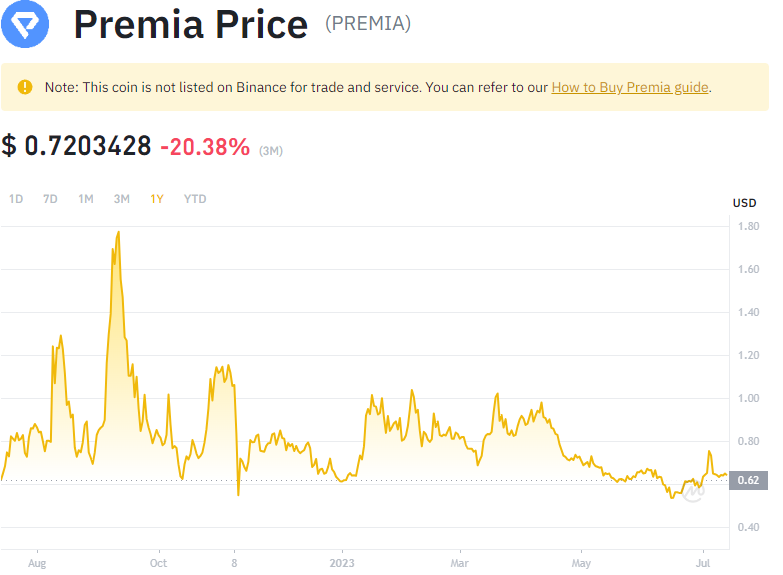 Premia Price (PREMIA)
Note: This coin is not listed on Binance for trade and service. You can refer to our How to Buy Premia guide.
$ 0.7203428 -20.38% (3M)
1D 7D 1M 3M 1Y YTD
USD
1.80
1.60
1.40
1.20
1.00
0.80
0.62
0.40
Aug Oct 8 2023 Mar May Jul